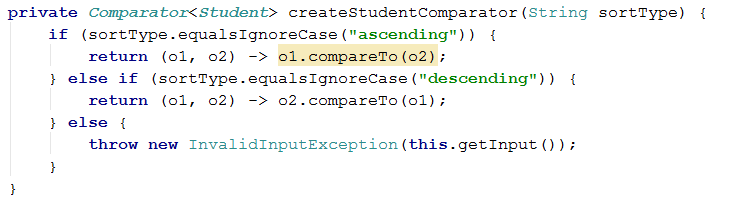 private Comparator<Student> createStudentComparator(String sortType) {
    if (sortType.equalsIgnoreCase("ascending")) {
        return (o1, o2) -> o1.compareTo(o2);
    } else if (sortType.equalsIgnoreCase("descending")) {
        return (o1, o2) -> o2.compareTo(o1);
    } else {
        throw new InvalidInputException(this.getInput());
    }
}